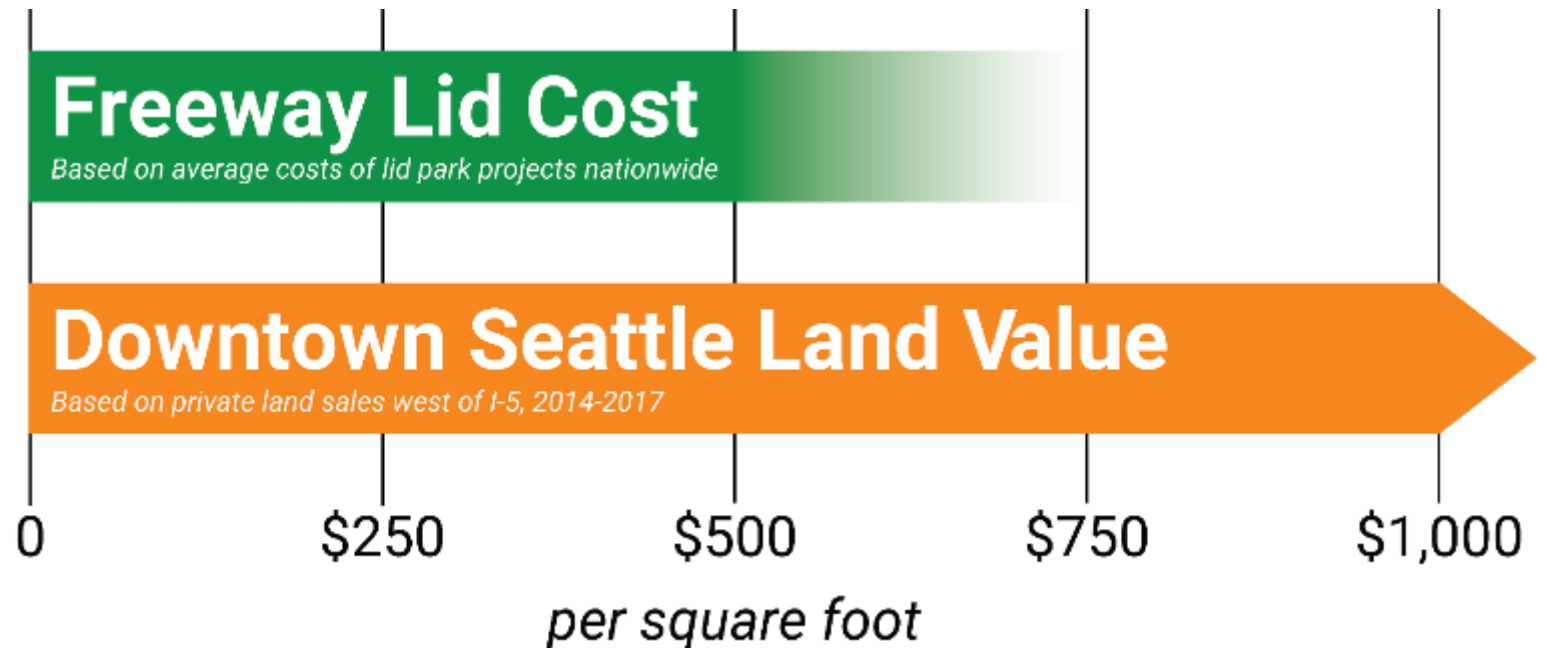 Freeway Lid Cost
Based on average costs of lid park projects nationwide
Downtown Seattle Land Value
Based on private land sales west of I-5, 2014-2017
0 $250 $500 $750 $1,000
per square foot